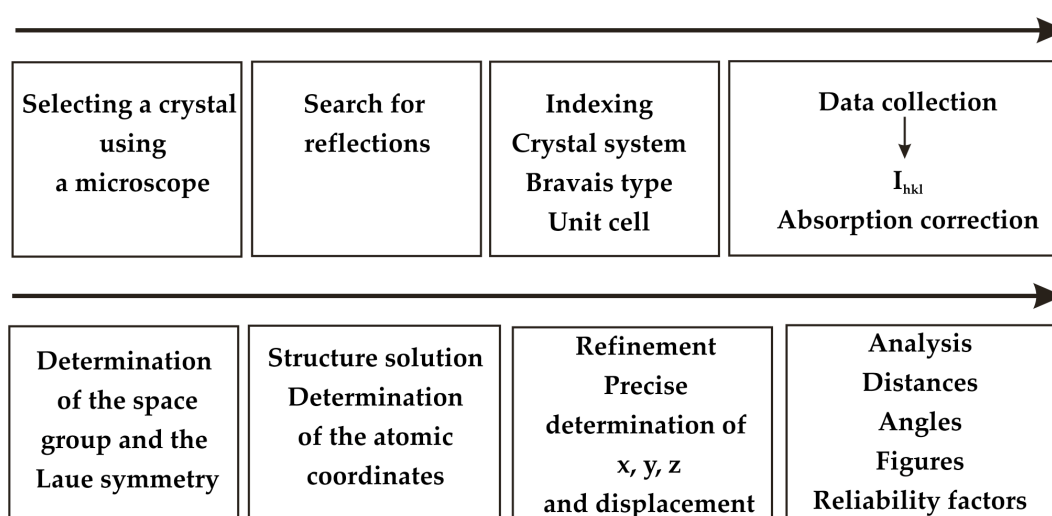 Selecting a crystal
using
a microscope
Search for
reflections
Indexing
Crystal system
Bravais type
Unit cell
Data collection
I hkl
Absorption correction
Determination
of the space
group and the
Laue symmetry
Structure solution
Determination
of the atomic
coordinates
Refinement
Precise
determination of
x, y, z
and displacement
Analysis
Distances
Angles
Figures
Reliability factors